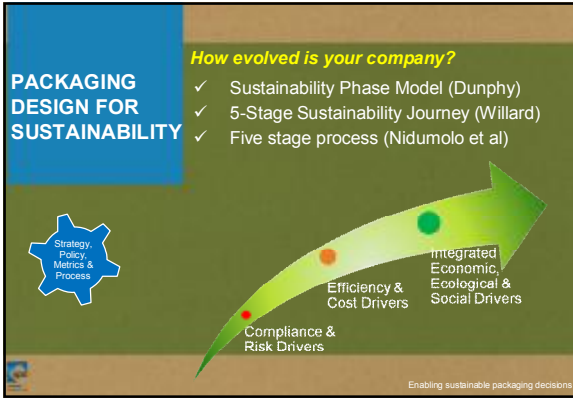 How evolved is your company?
PACKAGING
DESIGN FOR
SUSTAINABILITY
✓ Sustainability Phase Model (Dunphy)
✓ 5-Stage Sustainability Journey (Willard)
✓ Five stage process (Nidumolo et al)
Strategy,
Policy,
Metrics &
Process
Integrated
Economic,
Ecological &
Social Drivers
Efficiency &
Cost Drivers
Compliance &
Risk Drivers
Enabling sustainable packaging decisions